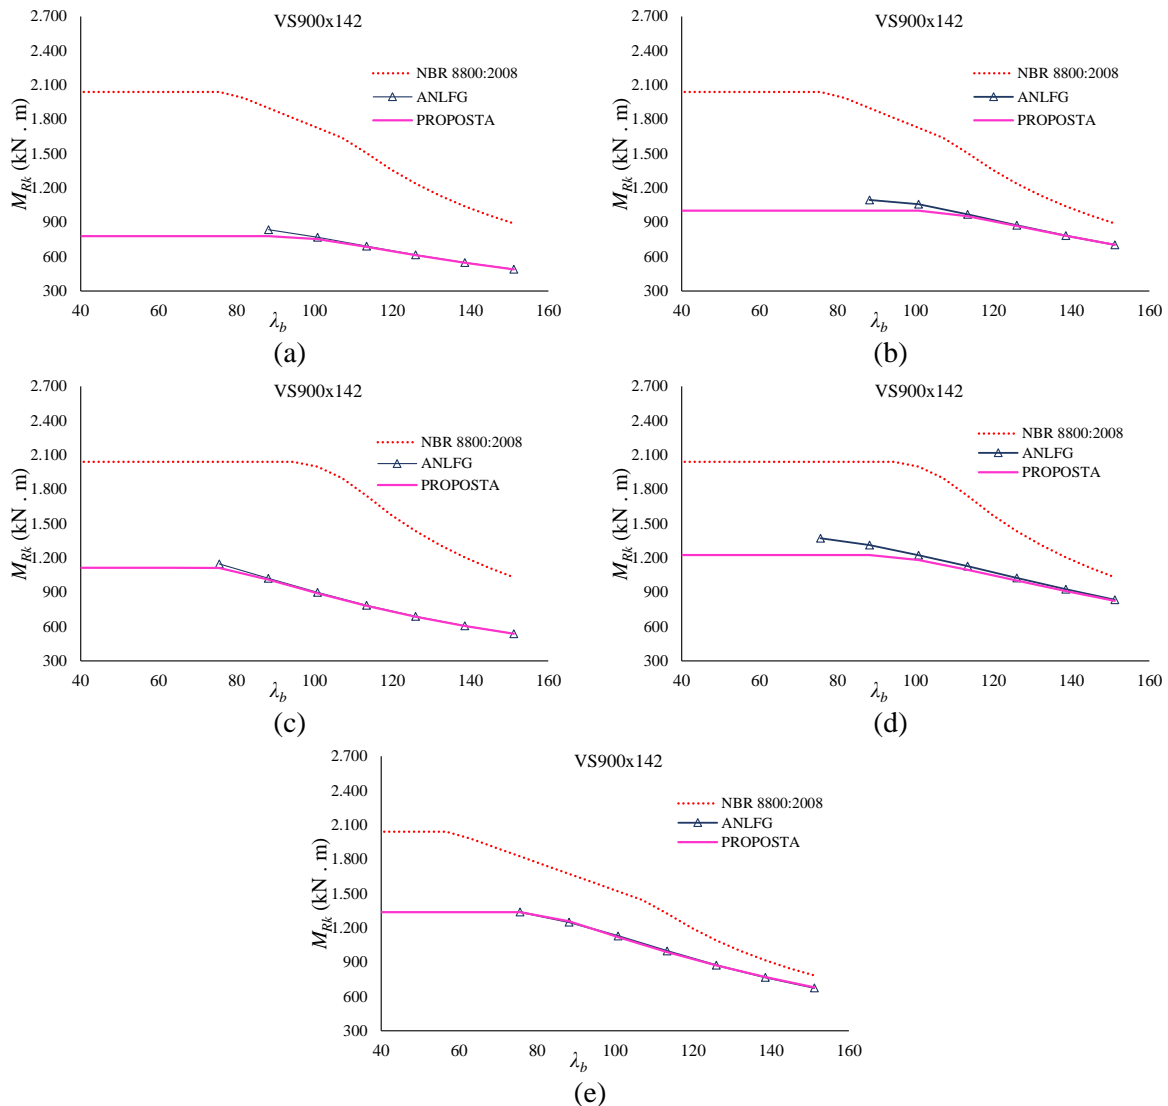 VS900x142
2.700
2.400
2.100
1.800
1.500
1.200
900
600
300
M_Rk (kN . m)
NBR 8800:2008
ANLFG
PROPOSTA
40 60 80 100 120 140 160
λ_b
(a)
VS900x142
2.700
2.400
2.100
1.800
1.500
1.200
900
600
300
M_Rk (kN . m)
NBR 8800:2008
ANLFG
PROPOSTA
40 60 80 100 120 140 160
λ_b
(b)
VS900x142
2.700
2.400
2.100
1.800
1.500
1.200
900
600
300
M_Rk (kN . m)
NBR 8800:2008
ANLFG
PROPOSTA
40 60 80 100 120 140 160
λ_b
(c)
VS900x142
2.700
2.400
2.100
1.800
1.500
1.200
900
600
300
M_Rk (kN . m)
NBR 8800:2008
ANLFG
PROPOSTA
40 60 80 100 120 140 160
λ_b
(d)
VS900x142
2.700
2.400
2.100
1.800
1.500
1.200
900
600
300
M_Rk (kN . m)
NBR 8800:2008
ANLFG
PROPOSTA
40 60 80 100 120 140 160
λ_b
(e)